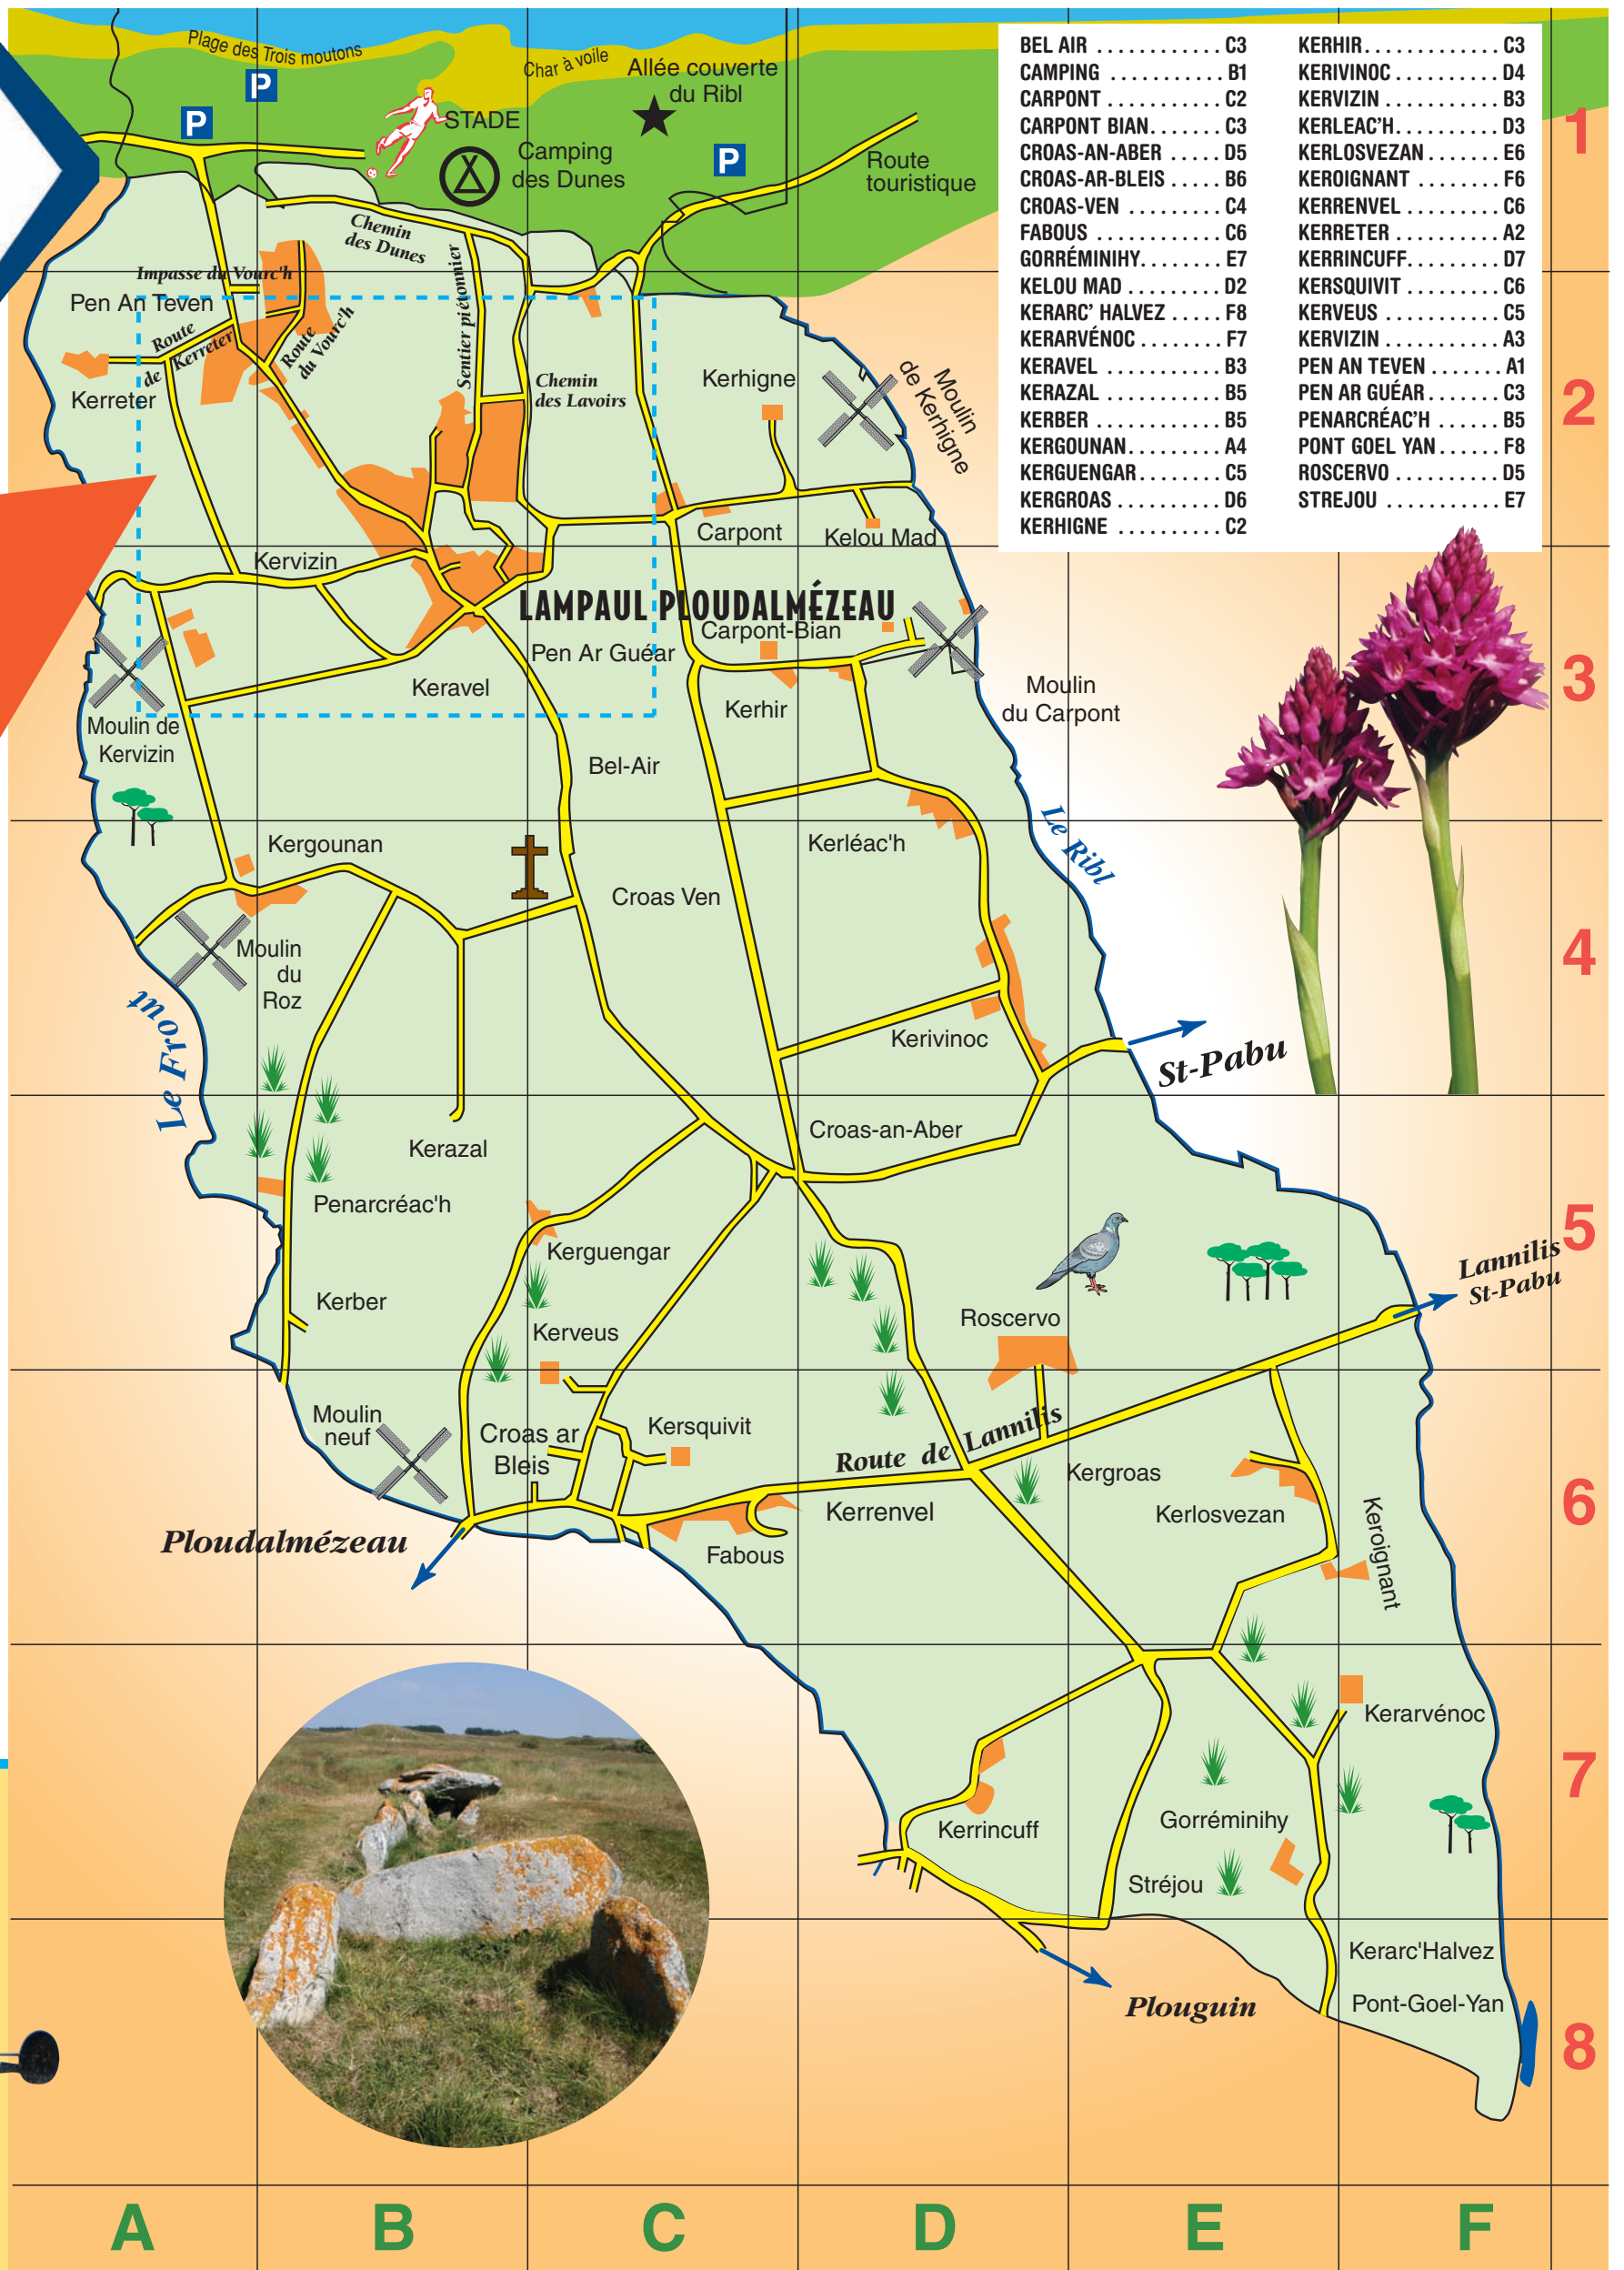 Plage des Trois moutons
P
P
Char à voile
Allée couverte
du Ribl
STADE
Camping
des Dunes
P
Route
touristique
BEL AIR ............ C3
CAMPING ........... B1
CARPONT ........... C2
CARPONT BIAN....... C3
CROAS-AN-ABER ..... D5
CROAS-AR-BLEIS ..... B6
CROAS-VEN ......... C4
FABOUS ............ C6
GORRÉMINIHY........ E7
KELOU MAD ......... D2
KERARC' HALVEZ ..... F8
KERARVÉNOC ........ F7
KERAVEL ........... B3
KERAZAL ........... B5
KERBER ............ B5
KERGOUNAN......... A4
KERGUENGAR........ C5
KERGROAS .......... D6
KERHIGNE .......... C2
KERHIR............. C3
KERIVINOC .......... D4
KERVIZIN ........... B3
KERLEAC'H.......... D3
KERLOSVEZAN ....... E6
KEROIGNANT ........ F6
KERRENVEL ......... C6
KERRETER .......... A2
KERRINCUFF......... D7
KERSQUIVIT ......... C6
KERVEUS ........... C5
KERVIZIN ........... A3
PEN AN TEVEN ....... A1
PEN AR GUÉAR....... C3
PENARCRÉAC'H ...... B5
PONT GOEL YAN ...... F8
ROSCERVO .......... D5
STREJOU ........... E7
1
Chemin
des Dunes
Sentier piétonnier
Impasse du Vourc'h
Pen An Teven
Route
de Kerreter
Route
du Vourc'h
Kerreter
Chemin
des Lavoirs
Kerhigne
Moulin
de Kerhigne
2
Carpont
Kelou Mad
Kervizin
LAMPAUL PLOUDALMÉZEAU
Carpont-Bian
Pen Ar Guéar
Keravel
Kerhir
Moulin
du Carpont
3
Moulin de
Kervizin
Bel-Air
Le Ribl
Kergounan
Kerléac'h
Croas Ven
Moulin
du
Roz
4
Le Frout
Kerivinoc
St-Pabu
Croas-an-Aber
Kerazal
Penarcréac'h
5
Kerguengar
Lannilis
St-Pabu
Kerber
Kerveus
Roscervo
Moulin
neuf
Croas ar
Bleis
Kersquivit
Route de Lannilis
Kergroas
Kerrenvel
Kerlosvezan
Keroignant
6
Ploudalmézeau
Fabous
Kerarvénoc
7
Gorréminihy
Kerrincuff
Stréjou
Kerarc'Halvez
Pont-Goel-Yan
Plouguin
8
A B C D E F